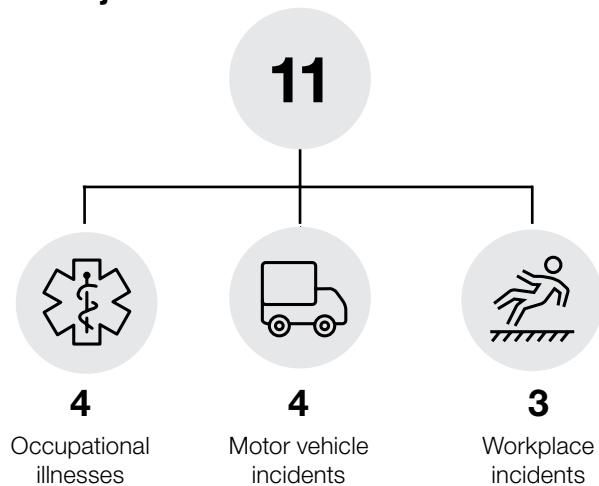 11
4
Occupational
illnesses
4
Motor vehicle
incidents
3
Workplace
incidents